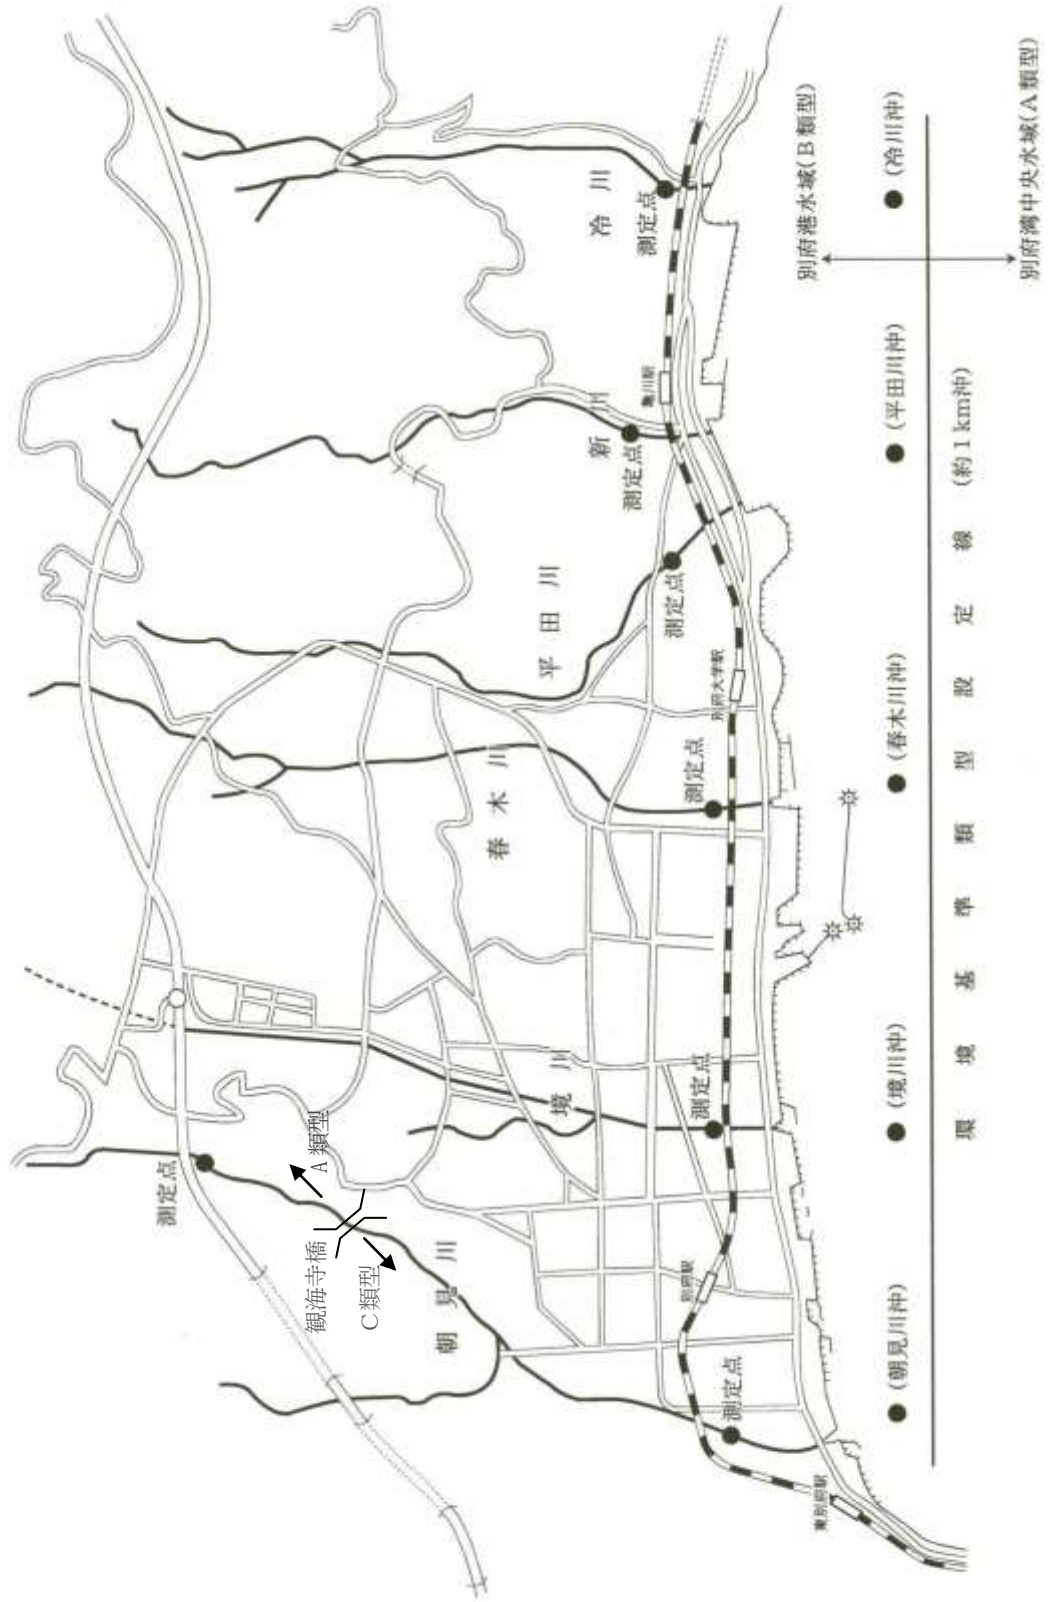 別府湾中央水域(A類型)
別府港水域(B類型)
(冷川沖)
(平田川沖)
(春木川沖)
(境川沖)
(朝見川沖)
環境基準類型設定線 (約1km沖)
冷川
測定点
亀川駅
新川
測定点
平田川
測定点
別府大学駅
春木川
測定点
境川
測定点
測定点
A類型
観海寺橋
C類型
朝見川
別府駅
測定点
東別府駅